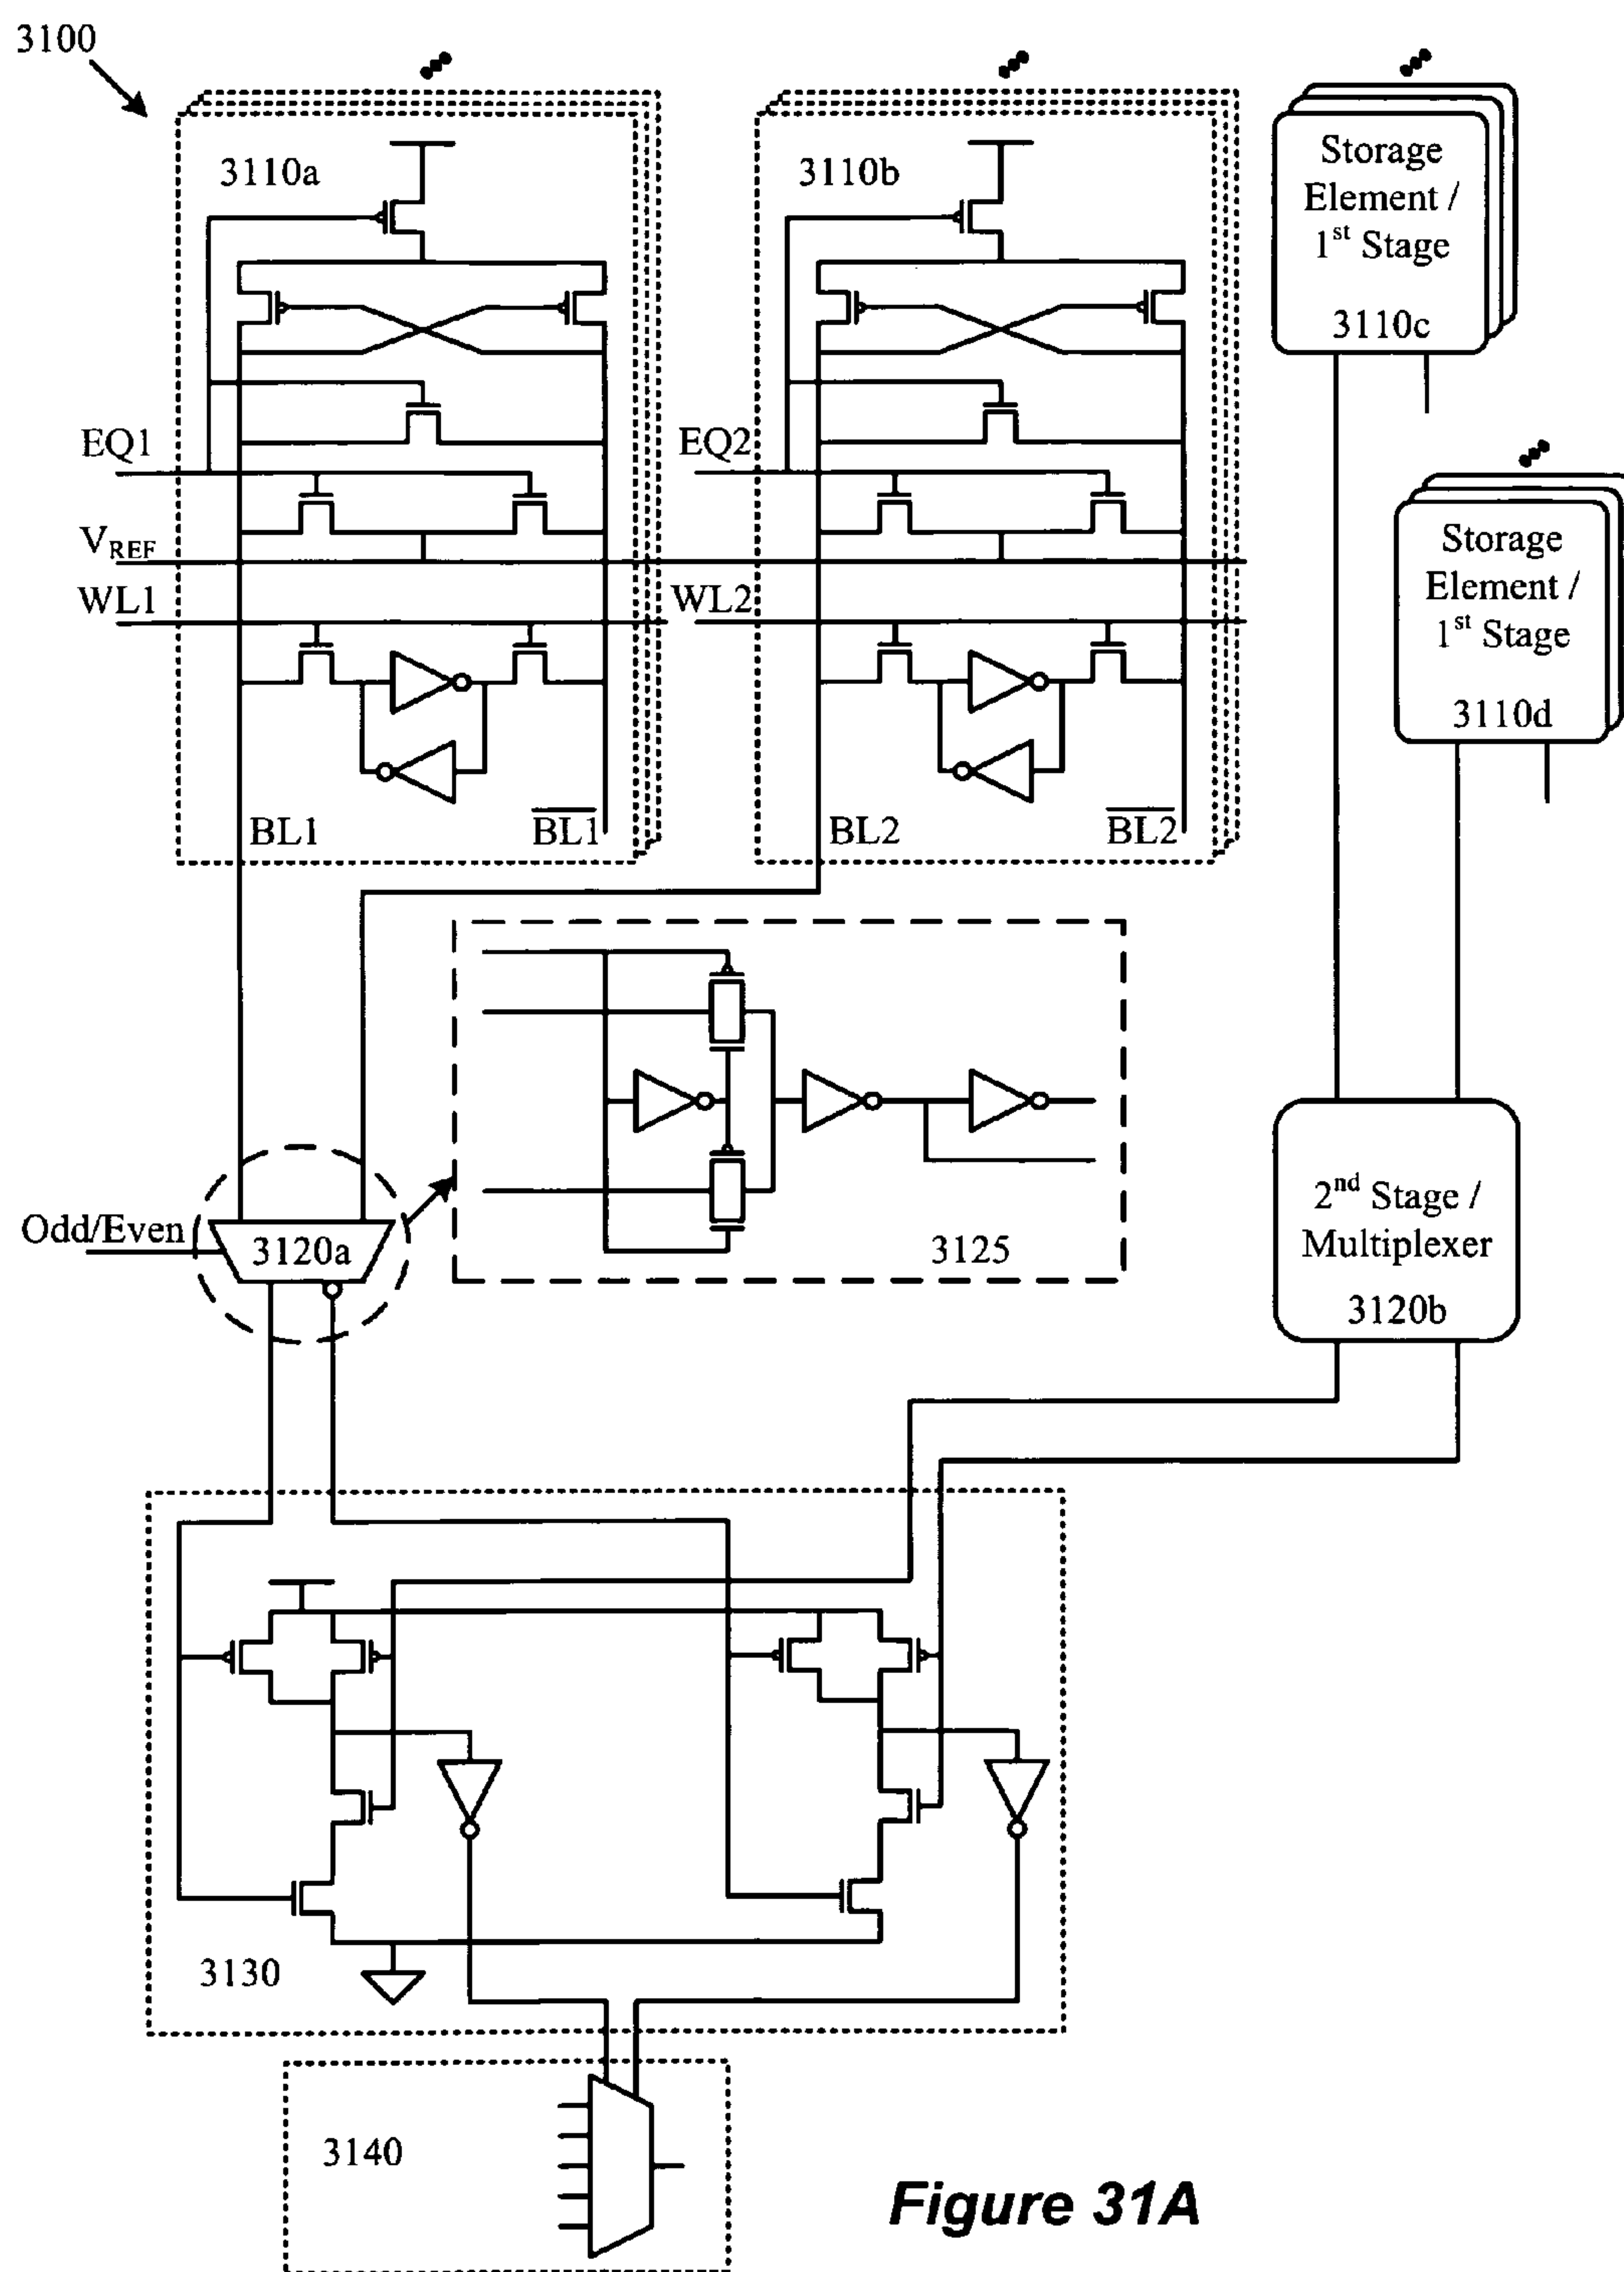 3100
3110a
3110b
Storage
Element /
1st Stage
3110c
EQ1
EQ2
VREF
WL1
WL2
Storage
Element /
1st Stage
3110d
BL1
BL1
BL2
BL2
Odd/Even
3120a
3125
2nd Stage /
Multiplexer
3120b
3130
3140
Figure 31A